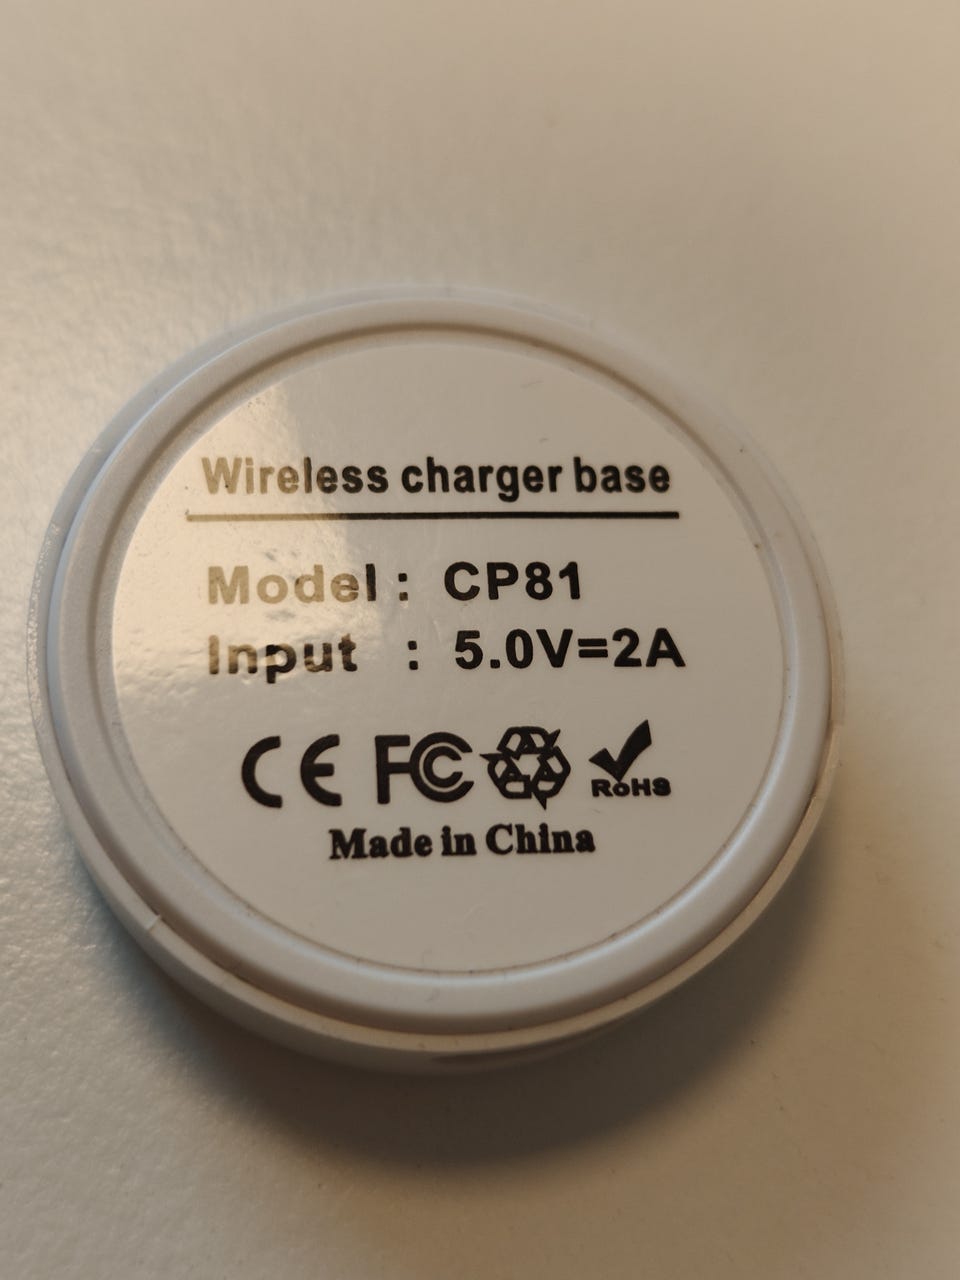 Wireless charger base
Model : CP81
Input : 5.0V=2A
CE FC RoHS
Made in China